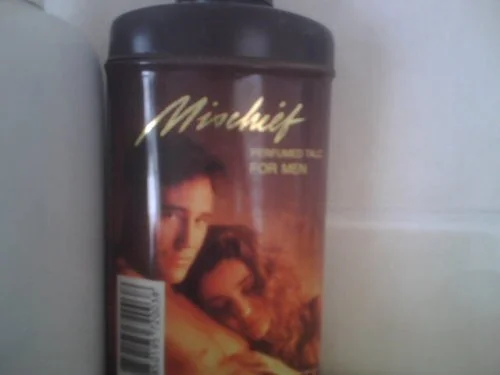 Mischief
PERFUMED TALC
FOR MEN